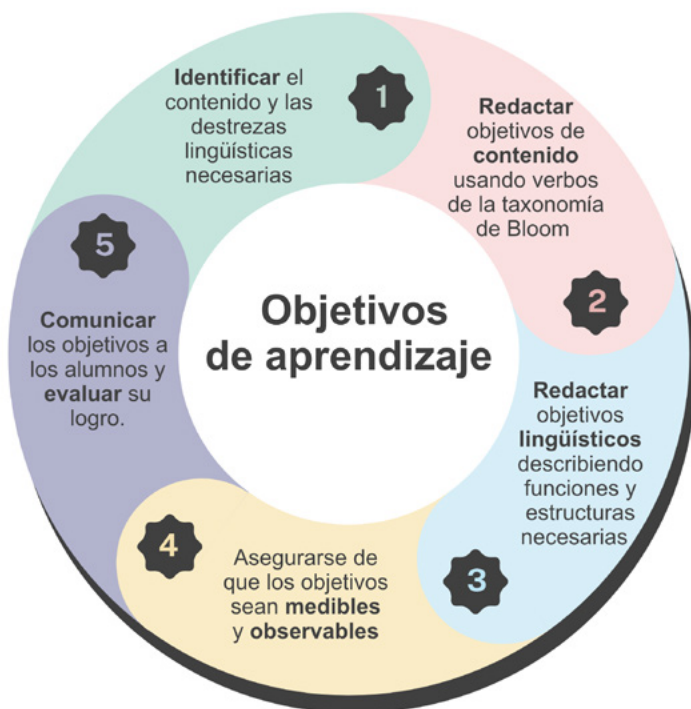 Objetivos
de aprendizaje
1
Identificar el
contenido y las
destrezas
lingüísticas
necesarias
2
Redactar
objetivos de
contenido
usando verbos
de la taxonomía
de Bloom
3
Redactar
objetivos
lingüísticos
describiendo
funciones y
estructuras
necesarias
4
Asegurarse de
que los objetivos
sean medibles
y observables
5
Comunicar
los objetivos a
los alumnos y
evaluar su
logro.